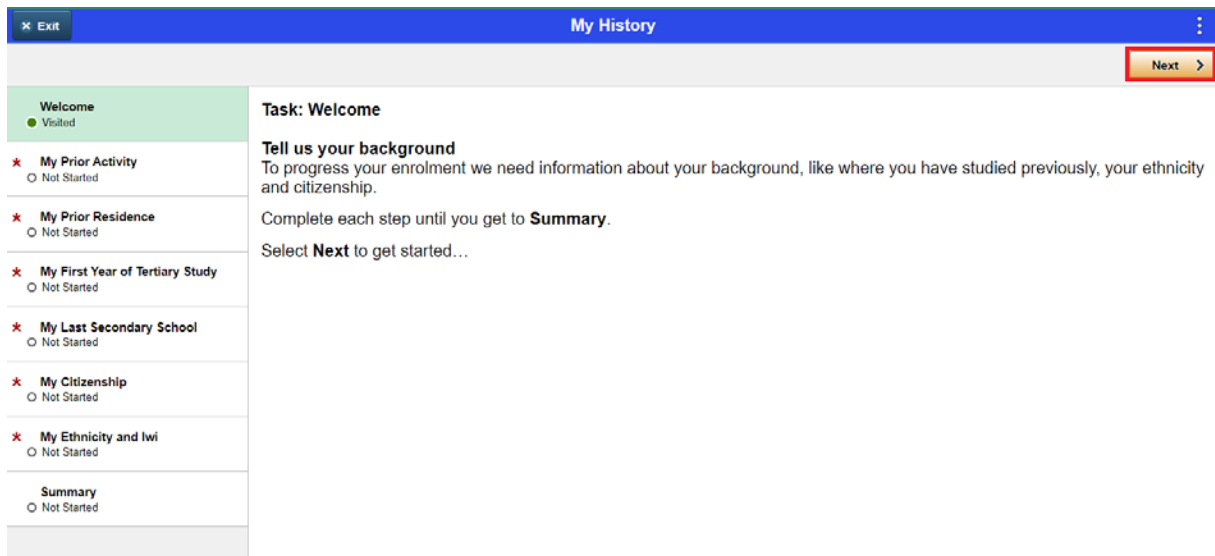 × Exit
My History
Next >
Welcome
Visited
* My Prior Activity
Not Started
* My Prior Residence
Not Started
* My First Year of Tertiary Study
Not Started
* My Last Secondary School
Not Started
* My Citizenship
Not Started
* My Ethnicity and Iwi
Not Started
Summary
Not Started
Task: Welcome
Tell us your background
To progress your enrolment we need information about your background, like where you have studied previously, your ethnicity
and citizenship.
Complete each step until you get to Summary.
Select Next to get started…